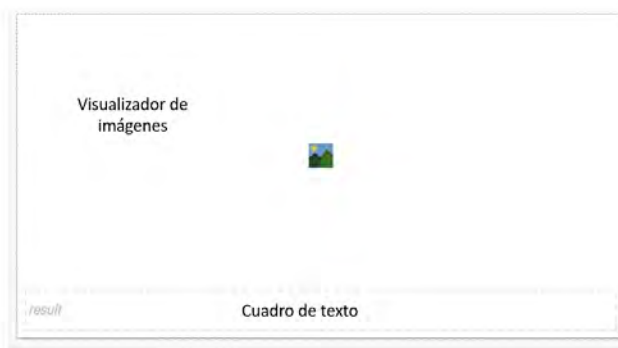 Visualizador de
imágenes
result
Cuadro de texto